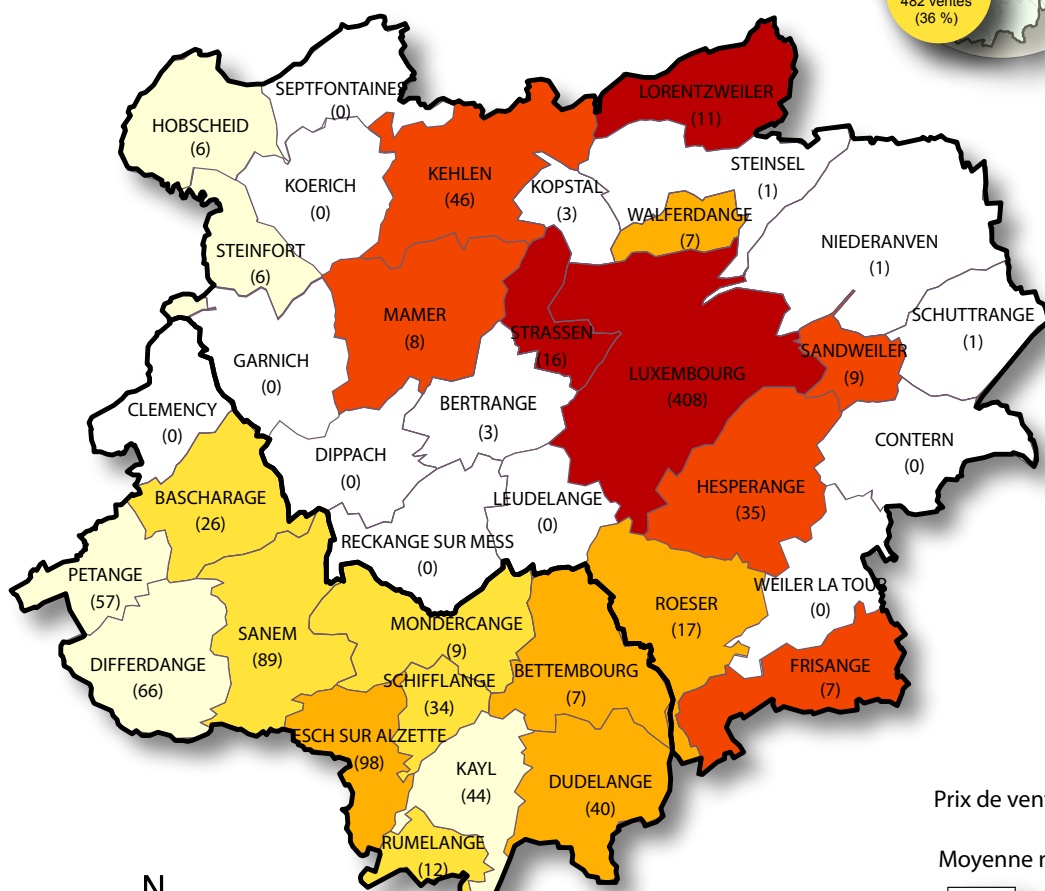 482 ventes
(36 %)
SEPTFONTAINES
(0)
LORENTZWEILER
(11)
HOBSCHEID
(6)
KOERICH
(0)
KEHLEN
(46)
KOPSTAL
(3)
STEINSEL
(1)
WALFERDANGE
(7)
NIEDERANVEN
(1)
STEINFORT
(6)
MAMER
(8)
STRASSEN
(16)
SCHUTTRANGE
(1)
SANDWEILER
(9)
GARNICH
(0)
LUXEMBOURG
(408)
CLEMENCY
(0)
BERTRANGE
(3)
CONTERN
(0)
DIPPACH
(0)
BASCHARAGE
(26)
LEUDELANGE
(0)
HESPERANGE
(35)
RECKANGE SUR MESS
(0)
PETANGE
(57)
WEILER LA TOUR
(0)
ROESER
(17)
SANEM
(89)
MONDERCANGE
(9)
DIFFERDANGE
(66)
BETTEMBOURG
(7)
FRISANGE
(7)
SCHIFFLANGE
(34)
ESCH SUR ALZETTE
(98)
KAYL
(44)
DUDELANGE
(40)
RUMELANGE
(12)
Prix de ven
Moyenne
N